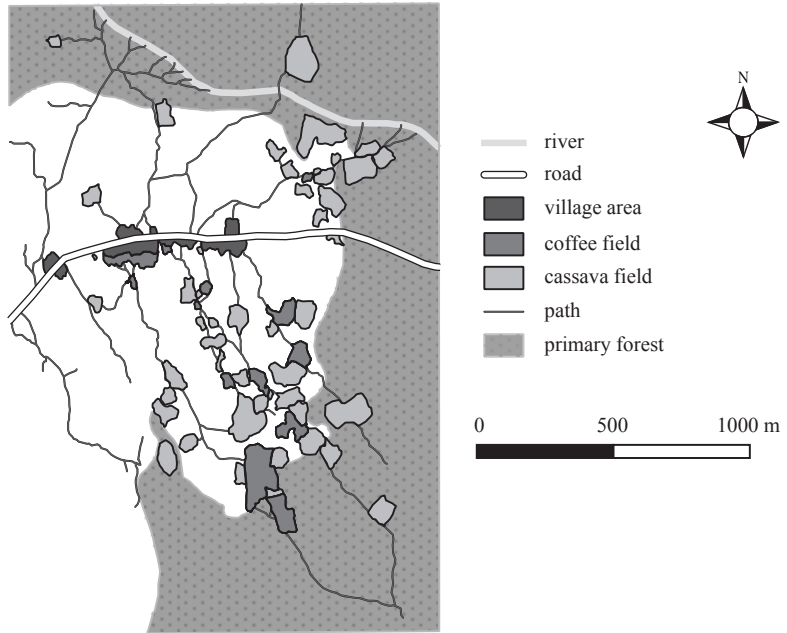 N
river
road
village area
coffee field
cassava field
path
primary forest
0 500 1000 m